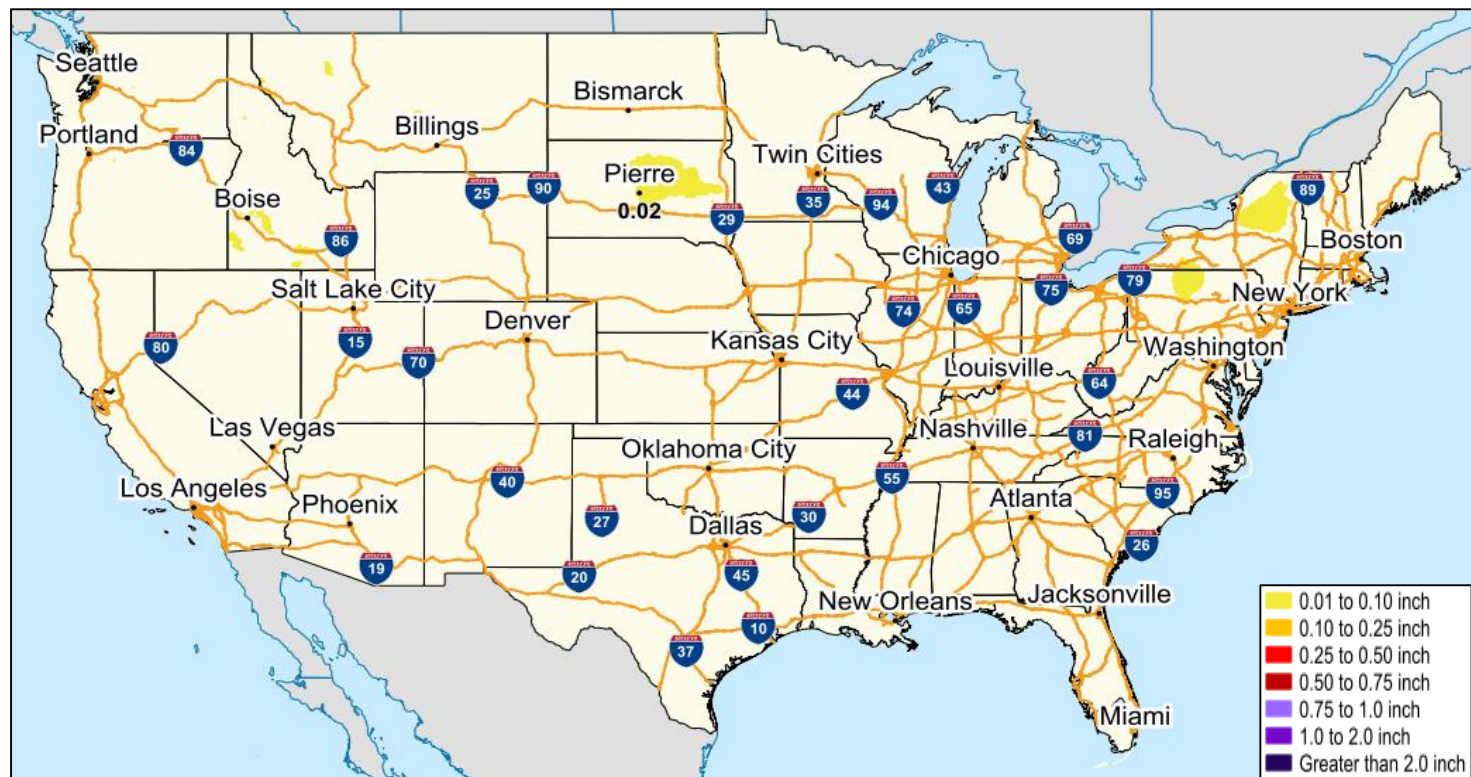 Seattle
Bismarck
Portland
Billings
84
Twin Cities
Pierre
25
90
43
89
Boise
0.02
35
94
29
86
69
Boston
Chicago
Salt Lake City
79
75
New York
74
65
Denver
80
15
Kansas City
Washington
70
Louisville
64
44
Las Vegas
Nashville
81
Raleigh
Oklahoma City
40
55
Los Angeles
95
Phoenix
Atlanta
27
30
Dallas
26
19
20
45
New Orleans
Jacksonville
10
37
Miami
0.01 to 0.10 inch
0.10 to 0.25 inch
0.25 to 0.50 inch
0.50 to 0.75 inch
0.75 to 1.0 inch
1.0 to 2.0 inch
Greater than 2.0 inch